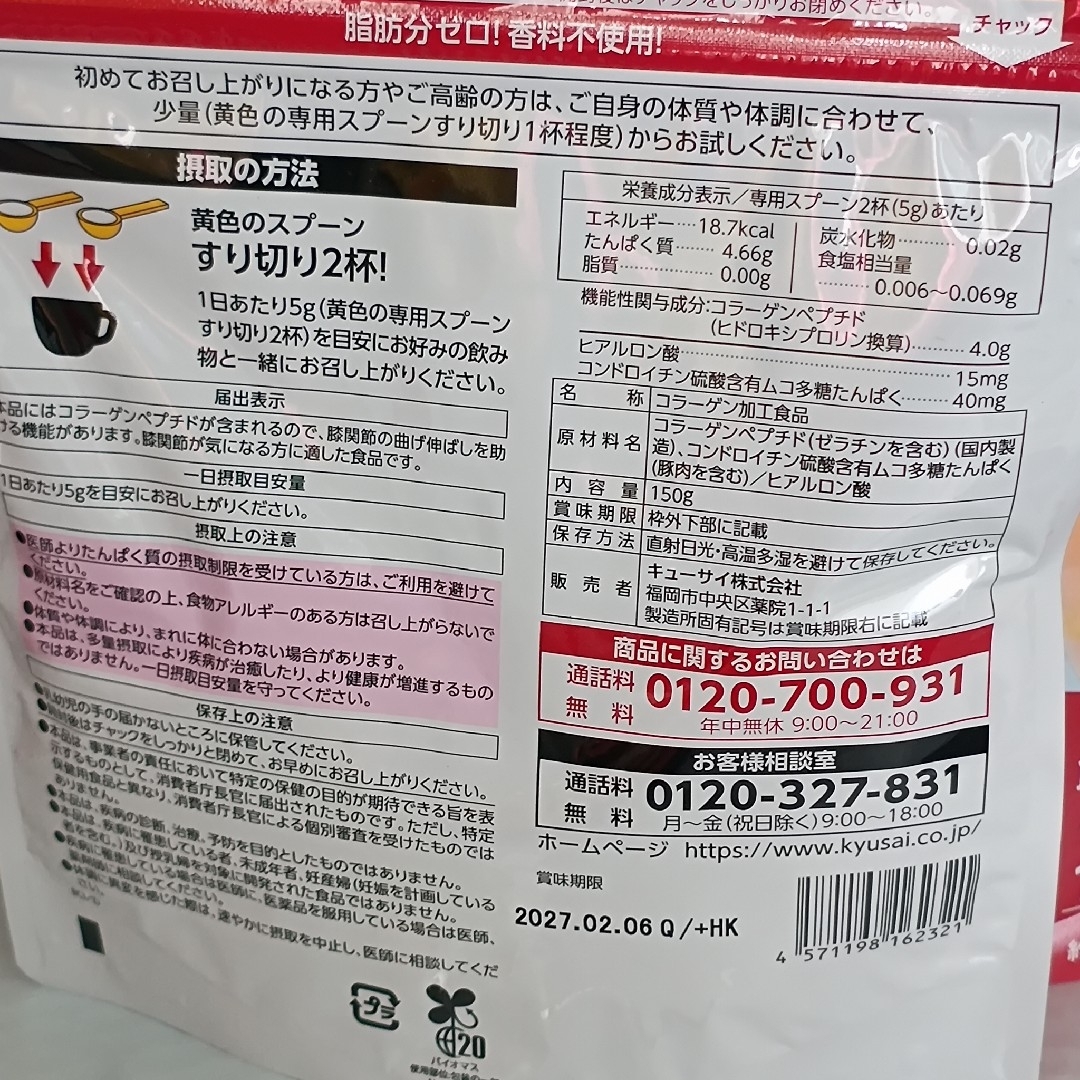 チャックをしっかりお閉めください。
チャック
脂肪分ゼロ!香料不使用!
初めてお召し上がりになる方やご高齢の方は、ご自身の体質や体調に合わせて、
少量(黄色の専用スプーンすり切り1杯程度)からお試しください。
摂取の方法
黄色のスプーン
すり切り2杯!
1日あたり5g(黄色の専用スプーン
すり切り2杯)を目安にお好みの飲み
物と一緒にお召し上がりください。
届出表示
本品にはコラーゲンペプチドが含まれるので、膝関節の曲げ伸ばしを助
ける機能があります。膝関節が気になる方に適した食品です。
一日摂取目安量
1日あたり5gを目安にお召し上がりください。
摂取上の注意
●医師よりたんぱく質の摂取制限を受けている方は、ご利用を避けて
ください。
●原材料名をご確認の上、食物アレルギーのある方は召し上がらないで
ください。
●体質や体調により、まれに体に合わない場合があります。
●本品は、多量摂取により疾病が治癒したり、より健康が増進するもの
ではありません。一日摂取目安量を守ってください。
保存上の注意
●乳幼児の手の届かないところに保管してください。
●開封後はチャックをしっかりと閉めて、お早めにお召し上がりください。
●本品は、事業者の責任において特定の保健の目的が期待できる旨を表
示するものとして、消費者庁長官に届出されたものです。ただし、特定
保健用食品と異なり、消費者庁長官による個別審査を受けたものでは
ありません。
●本品は、疾病の診断、治療、予防を目的としたものではありません。
●本品は、疾病に罹患している者、未成年者、妊産婦(妊娠を計画している
者を含む。)及び授乳婦を対象に開発された食品ではありません。
●疾病に罹患している場合は医師に、医薬品を服用している場合は医師、
薬剤師に相談してください。
●体調に異変を感じた際は、速やかに摂取を中止し、医師に相談してくだ
さい。
栄養成分表示/専用スプーン2杯(5g)あたり
エネルギー…18.7kcal
たんぱく質……4.66g
脂質……………0.00g
炭水化物………0.02g
食塩相当量
………0.006~0.069g
機能性関与成分:コラーゲンペプチド
(ヒドロキシプロリン換算)………4.0g
ヒアルロン酸……………………………15mg
コンドロイチン硫酸含有ムコ多糖たんぱく………40mg
名称 コラーゲン加工食品
原材料名 コラーゲンペプチド(ゼラチンを含む)(国内製
造)、コンドロイチン硫酸含有ムコ多糖たんぱく
(豚肉を含む)/ヒアルロン酸
内容量 150g
賞味期限 枠外下部に記載
保存方法 直射日光・高温多湿を避けて保存してください。
販売者 キューサイ株式会社
福岡市中央区薬院1-1-1
製造所固有記号は賞味期限右に記載
商品に関するお問い合わせは
通話料無料 0120-700-931
年中無休 9:00~21:00
お客様相談室
通話料無料 0120-327-831
月~金(祝日除く)9:00~18:00
ホームページ https://www.kyusai.co.jp/
賞味期限
2027.02.06 Q/+HK
4 571198 162321
プラ
20
バイオマス